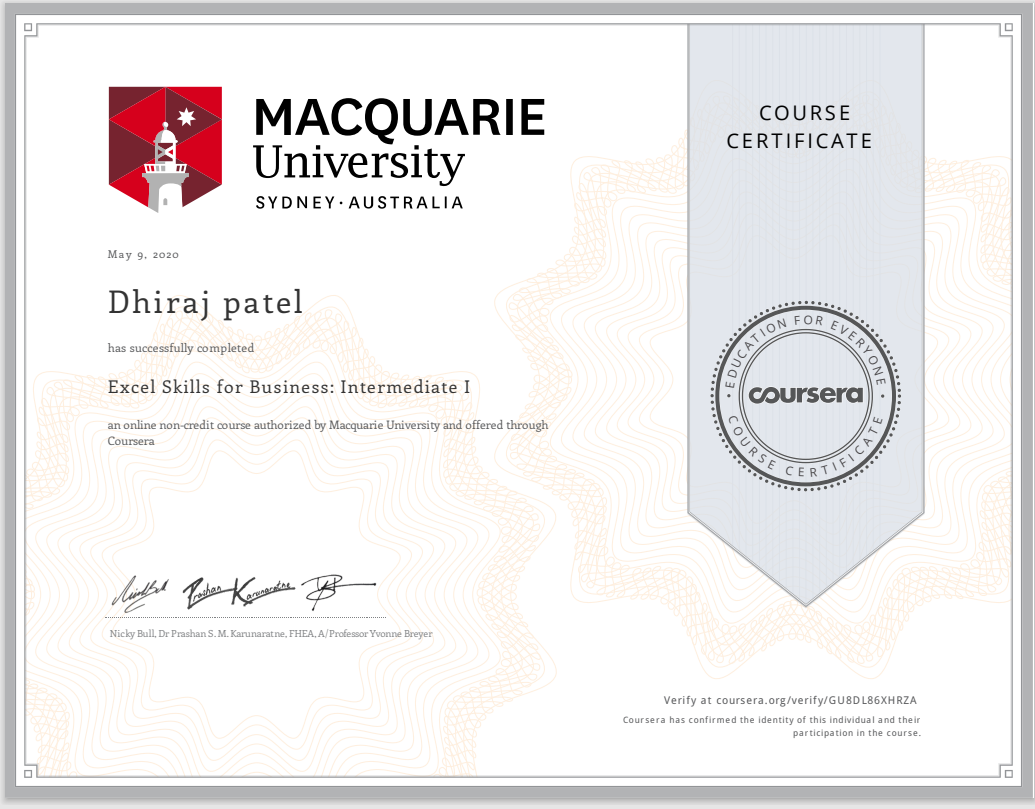 MACQUARIE
University
SYDNEY·AUSTRALIA
COURSE
CERTIFICATE
May 9, 2020
Dhiraj patel
has successfully completed
Excel Skills for Business: Intermediate I
an online non-credit course authorized by Macquarie University and offered through
Coursera
EDUCATION FOR EVERYONE
coursera
COURSE CERTIFICATE
Prashan Karunaratne
Nicky Bull, Dr Prashan S. M. Karunaratne, FHEA, A/Professor Yvonne Breyer
Verify at coursera.org/verify/GU8DL86XHRZA
Coursera has confirmed the identity of this individual and their
participation in the course.